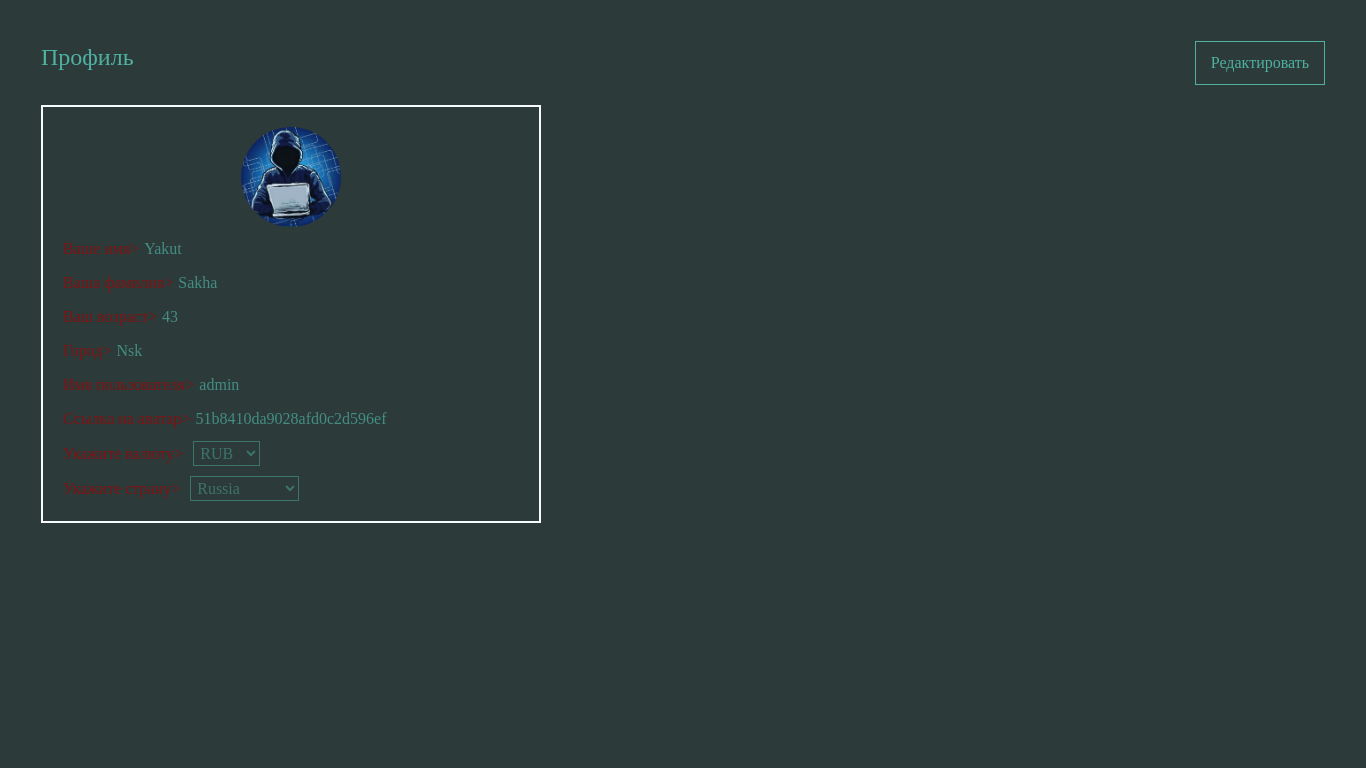 Профиль
Редактировать
Ваше имя: Yakut
Ваша фамилия: Sakha
Ваш возраст: 43
Город: Nsk
Имя пользователя: admin
Ссылка на аватар: 51b8410da9028afd0c2d596ef
Укажите валюту: RUB
Укажите страну: Russia